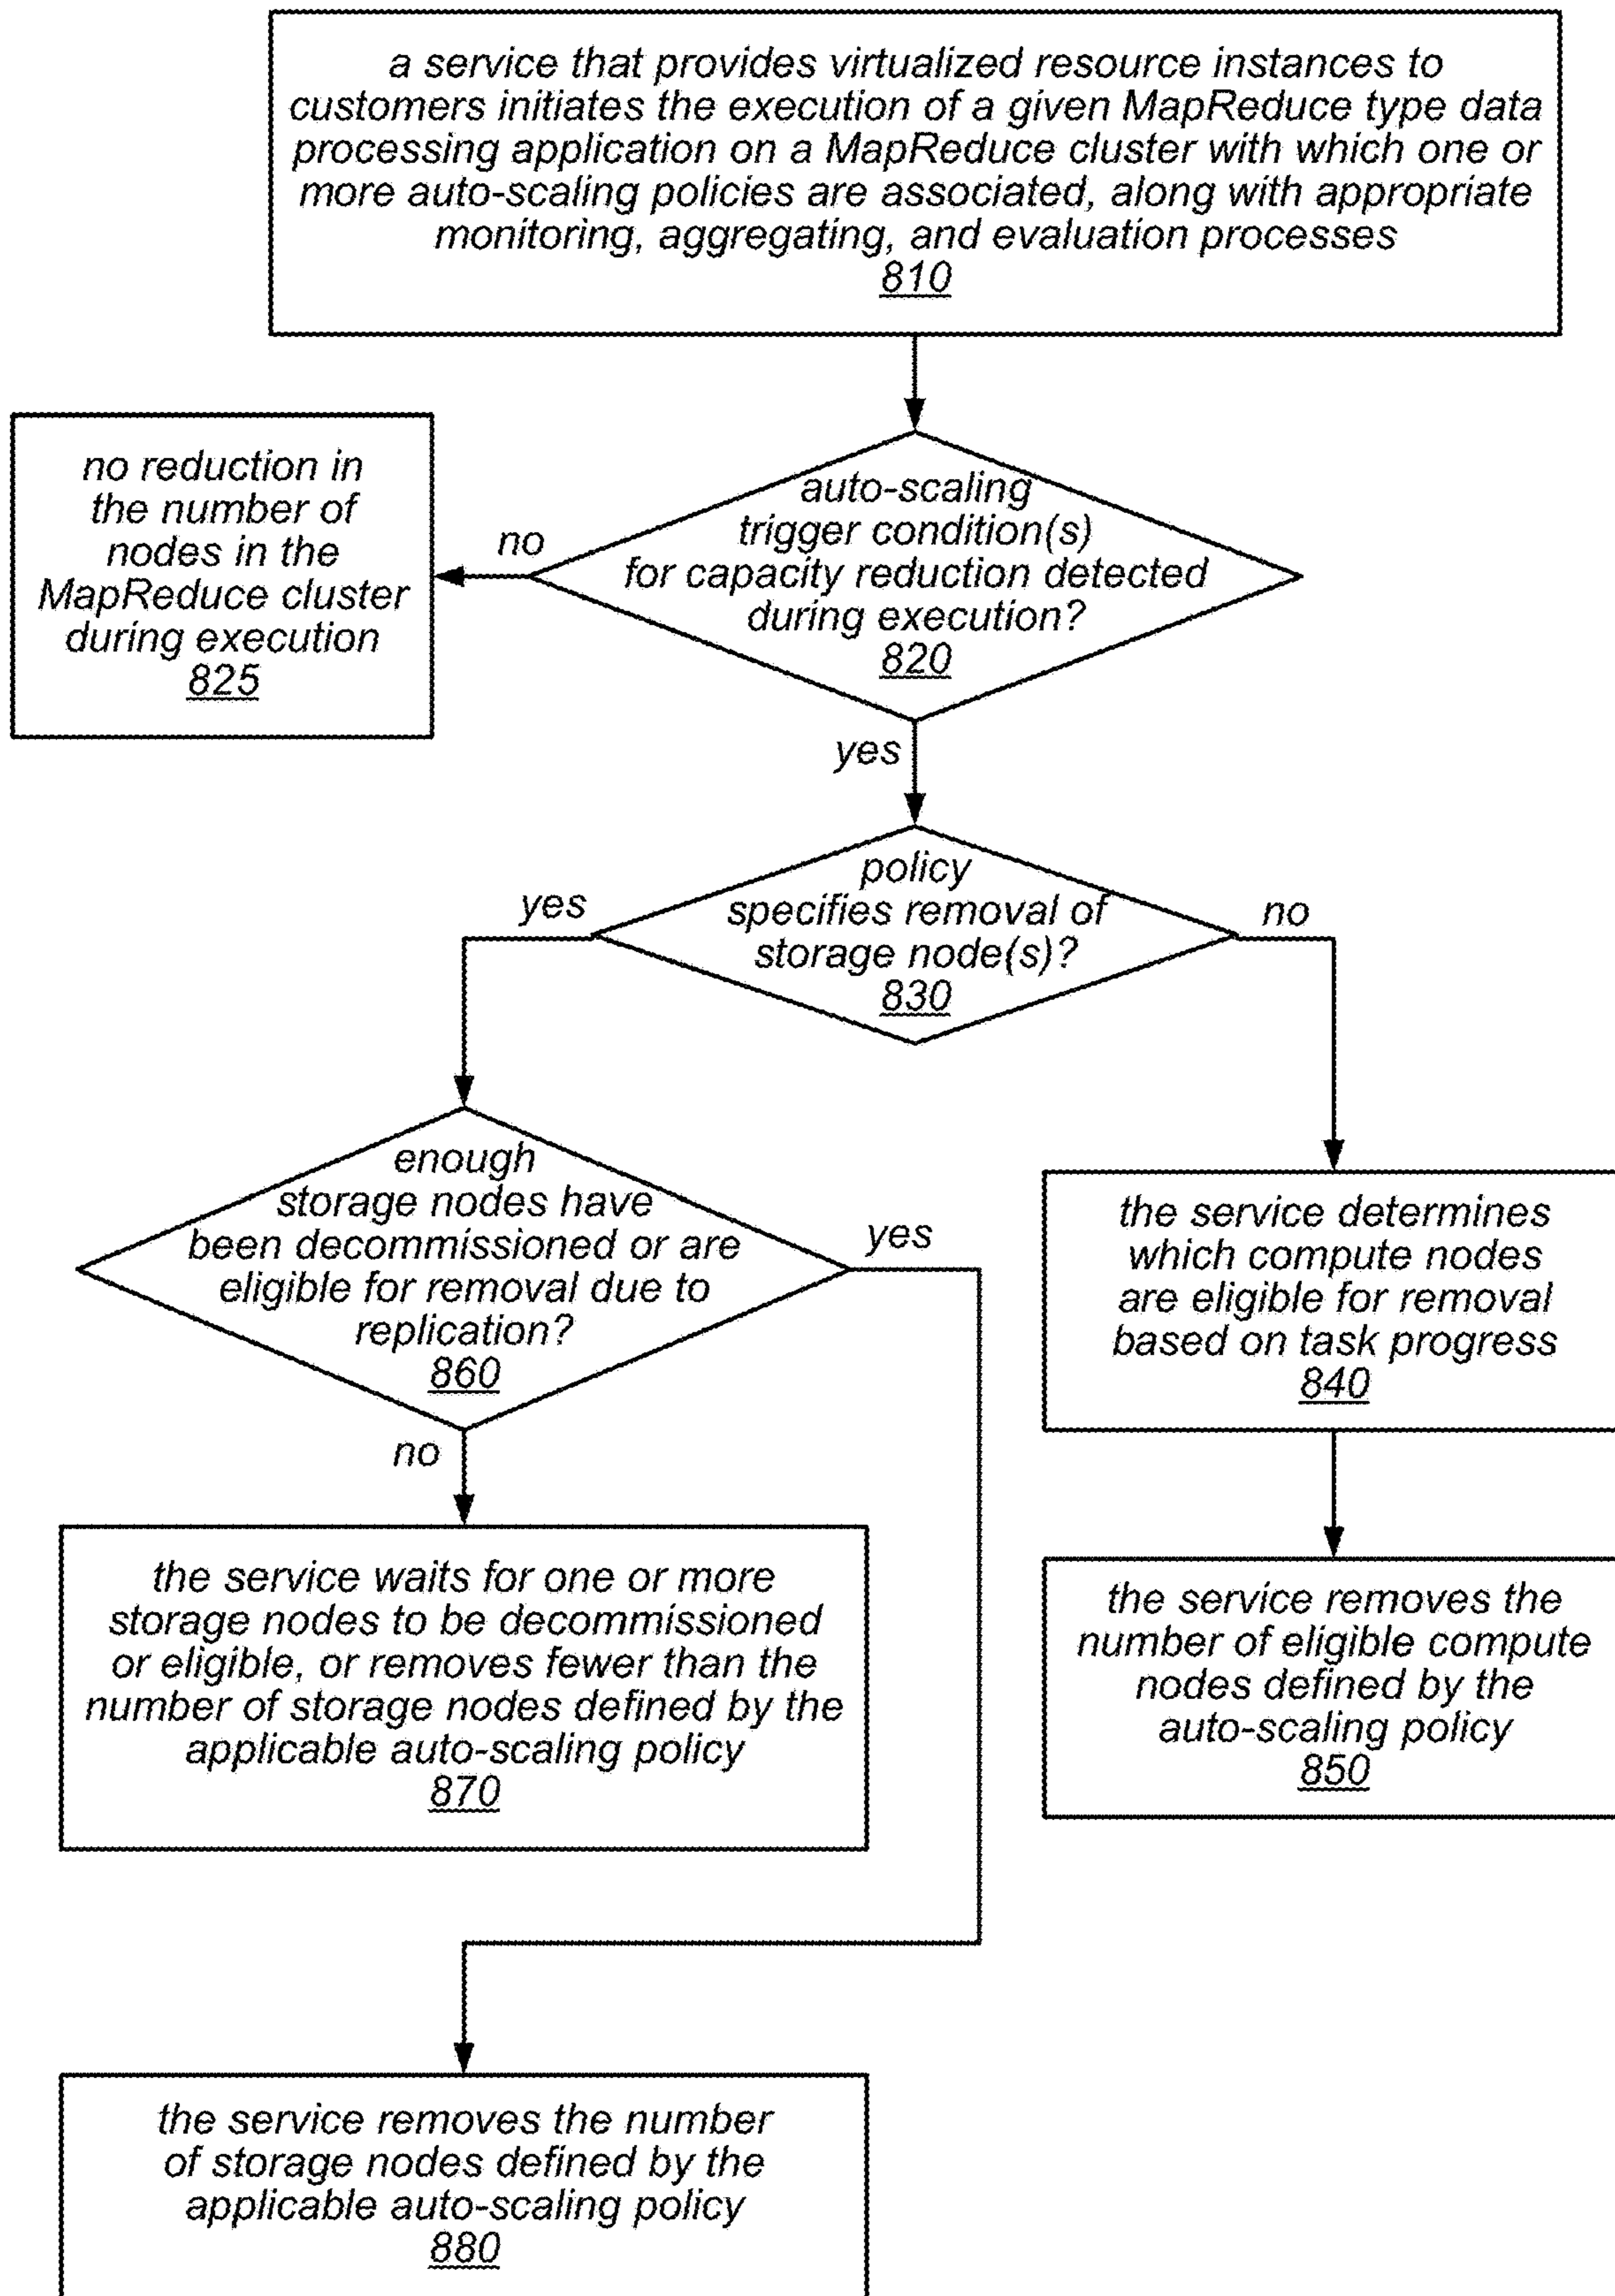 a service that provides virtualized resource instances to
customers initiates the execution of a given MapReduce type data
processing application on a MapReduce cluster with which one or
more auto-scaling policies are associated, along with appropriate
monitoring, aggregating, and evaluation processes
810
no reduction in
the number of
nodes in the
MapReduce cluster
during execution
825
no
auto-scaling
trigger condition(s)
for capacity reduction detected
during execution?
820
yes
policy
specifies removal of
storage node(s)?
830
yes
no
enough
storage nodes have
been decommissioned or are
eligible for removal due to
replication?
860
yes
no
the service determines
which compute nodes
are eligible for removal
based on task progress
840
the service waits for one or more
storage nodes to be decommissioned
or eligible, or removes fewer than the
number of storage nodes defined by the
applicable auto-scaling policy
870
the service removes the
number of eligible compute
nodes defined by the
auto-scaling policy
850
the service removes the number
of storage nodes defined by the
applicable auto-scaling policy
880